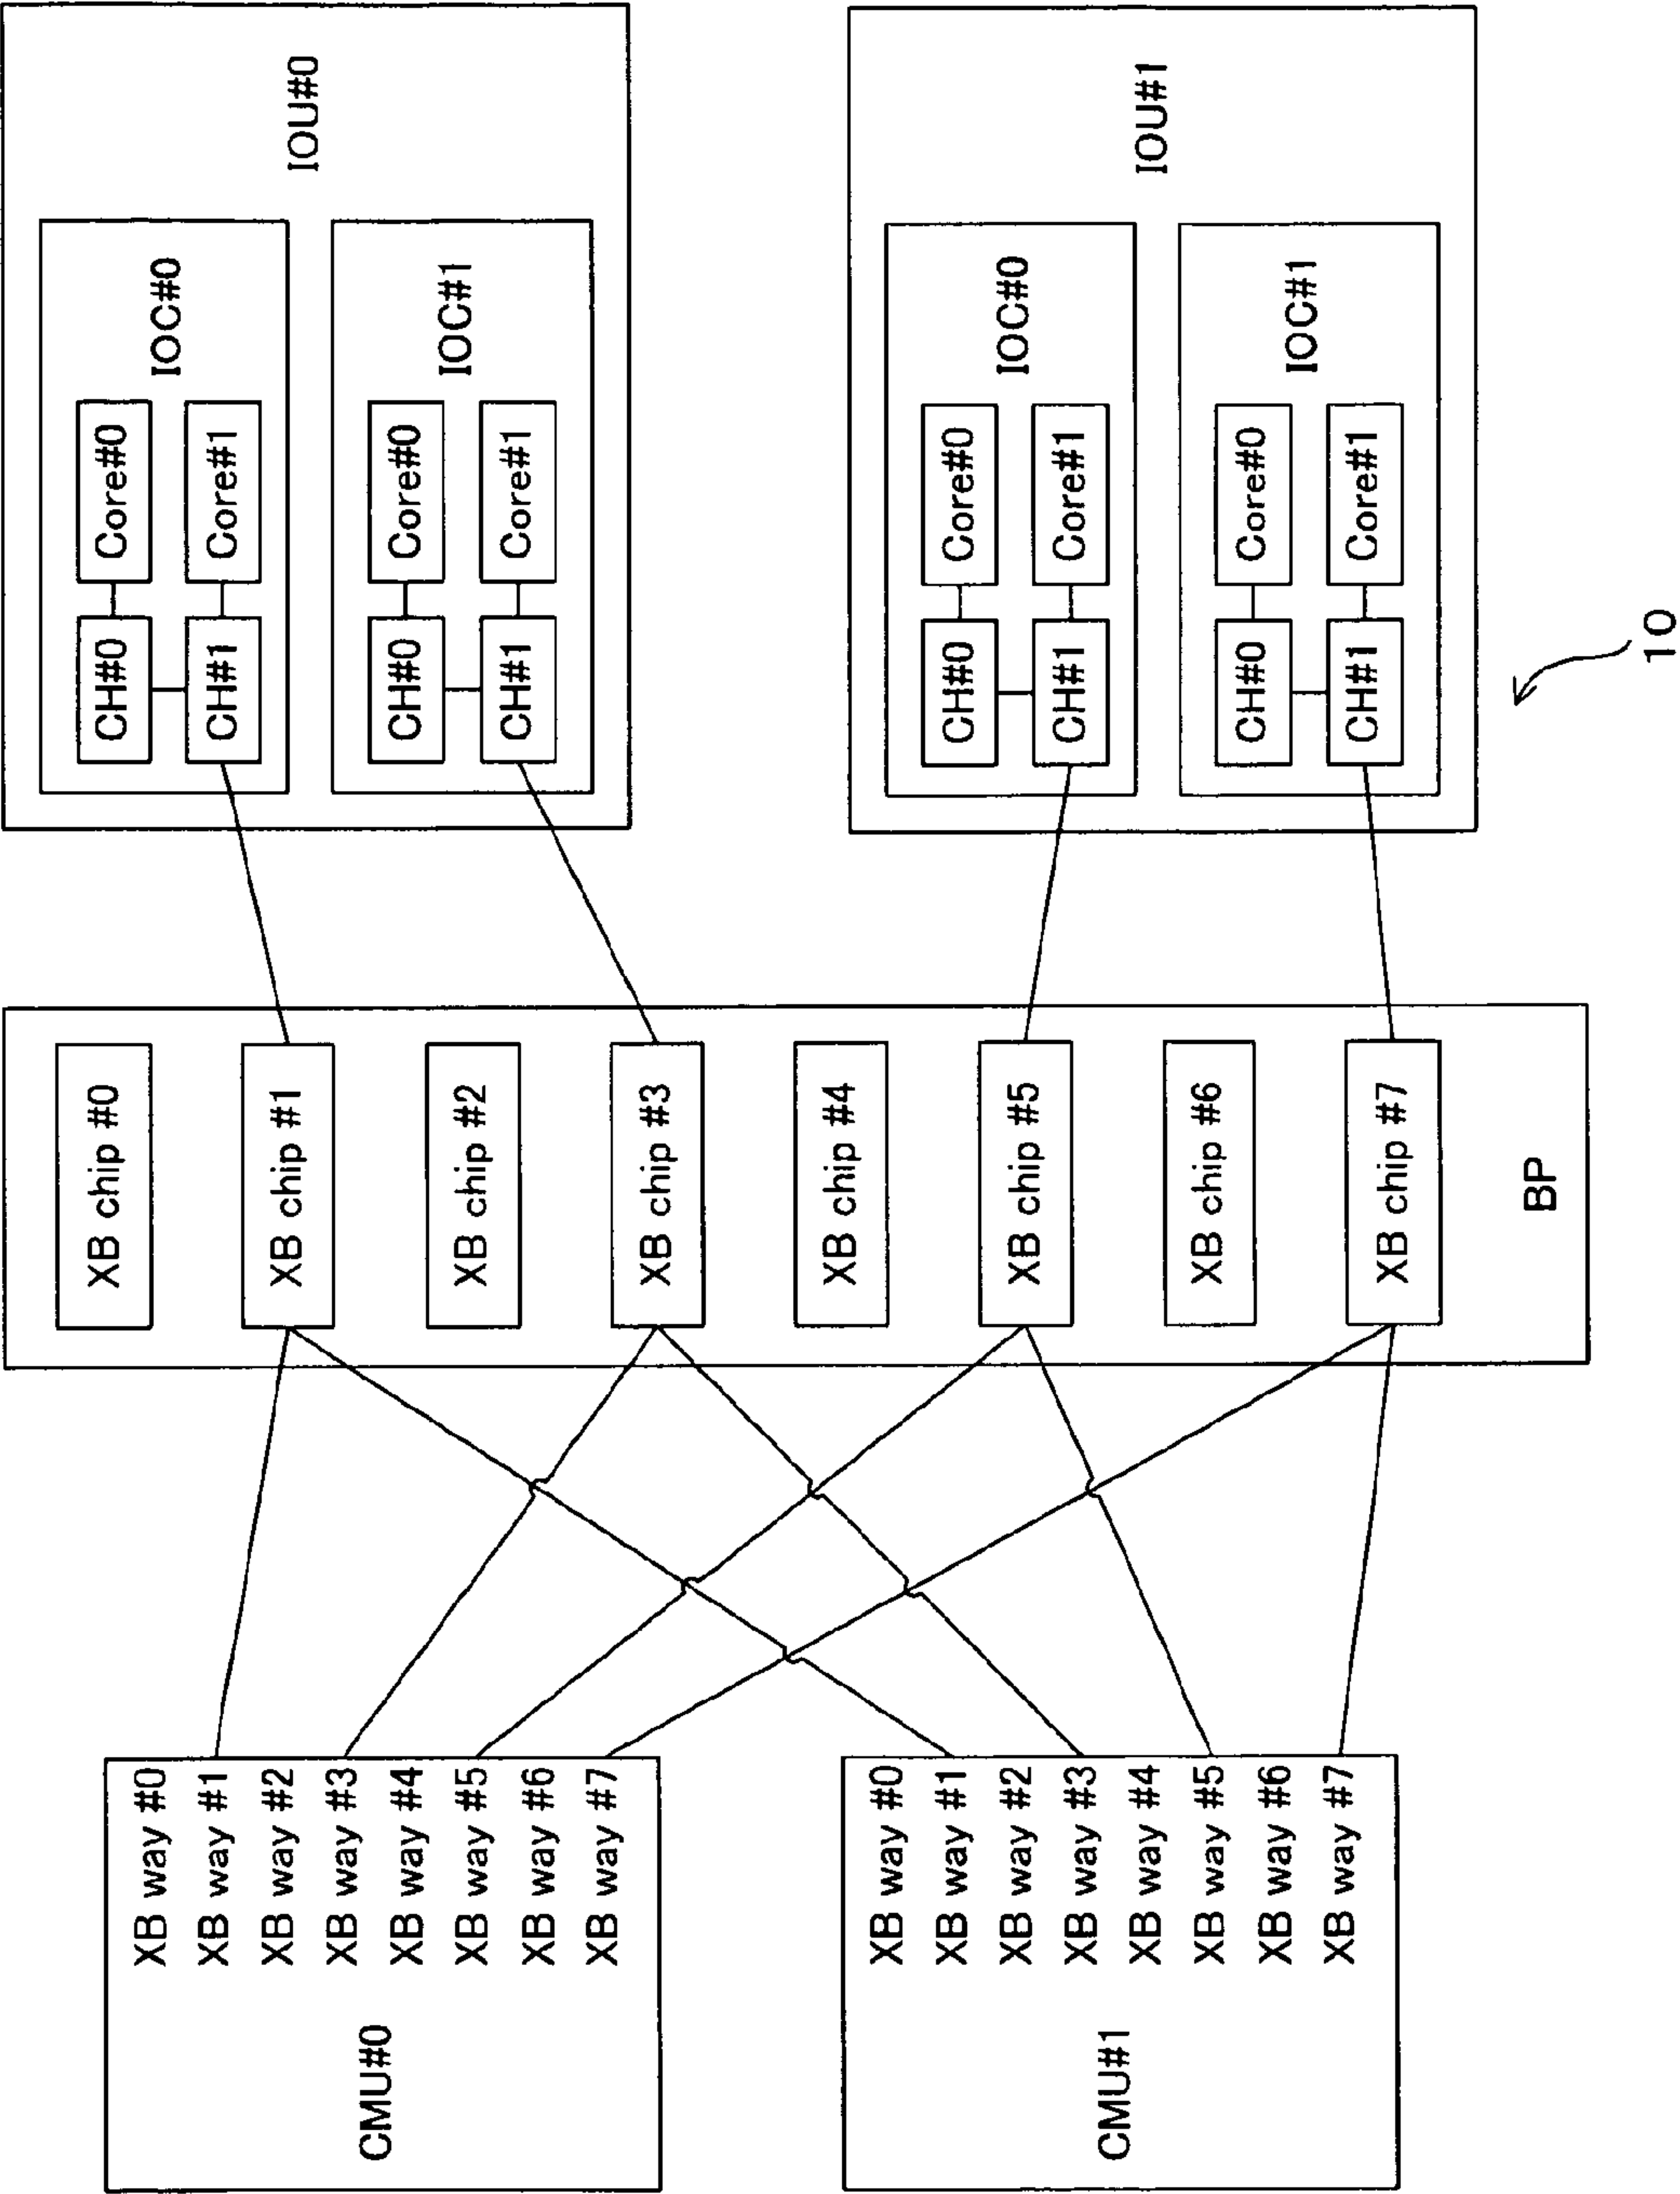 CMU#0
XB way #0
XB way #1
XB way #2
XB way #3
XB way #4
XB way #5
XB way #6
XB way #7
CMU#1
XB way #0
XB way #1
XB way #2
XB way #3
XB way #4
XB way #5
XB way #6
XB way #7
XB chip #0
XB chip #1
XB chip #2
XB chip #3
XB chip #4
XB chip #5
XB chip #6
XB chip #7
BP
CH#0
Core#0
IOC#0
CH#1
Core#1
IOU#0
CH#0
Core#0
IOC#1
CH#1
Core#1
CH#0
Core#0
IOC#0
CH#1
Core#1
IOU#1
CH#0
Core#0
IOC#1
CH#1
Core#1
10